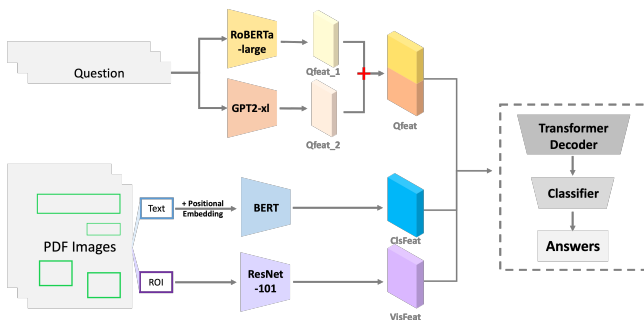 Question
RoBERTa
-large
Qfeat_1
GPT2-xl
Qfeat_2
+
Qfeat
PDF Images
Text
+ Positional
Embedding
BERT
ClsFeat
ROI
ResNet
-101
VisFeat
Transformer
Decoder
Classifier
Answers